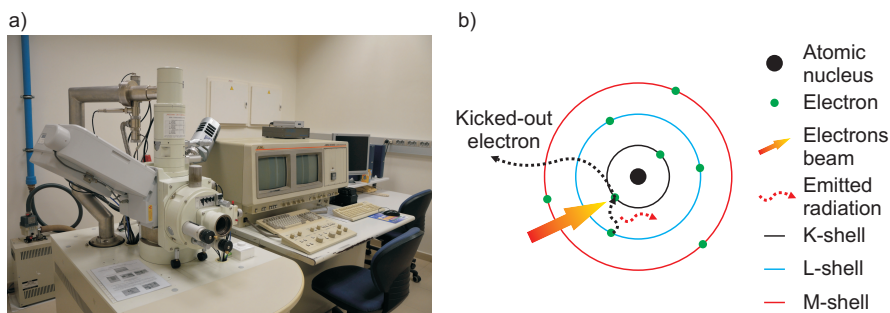 a)
b)
Kicked-out
electron
Atomic
nucleus
Electron
Electrons
beam
Emitted
radiation
K-shell
L-shell
M-shell